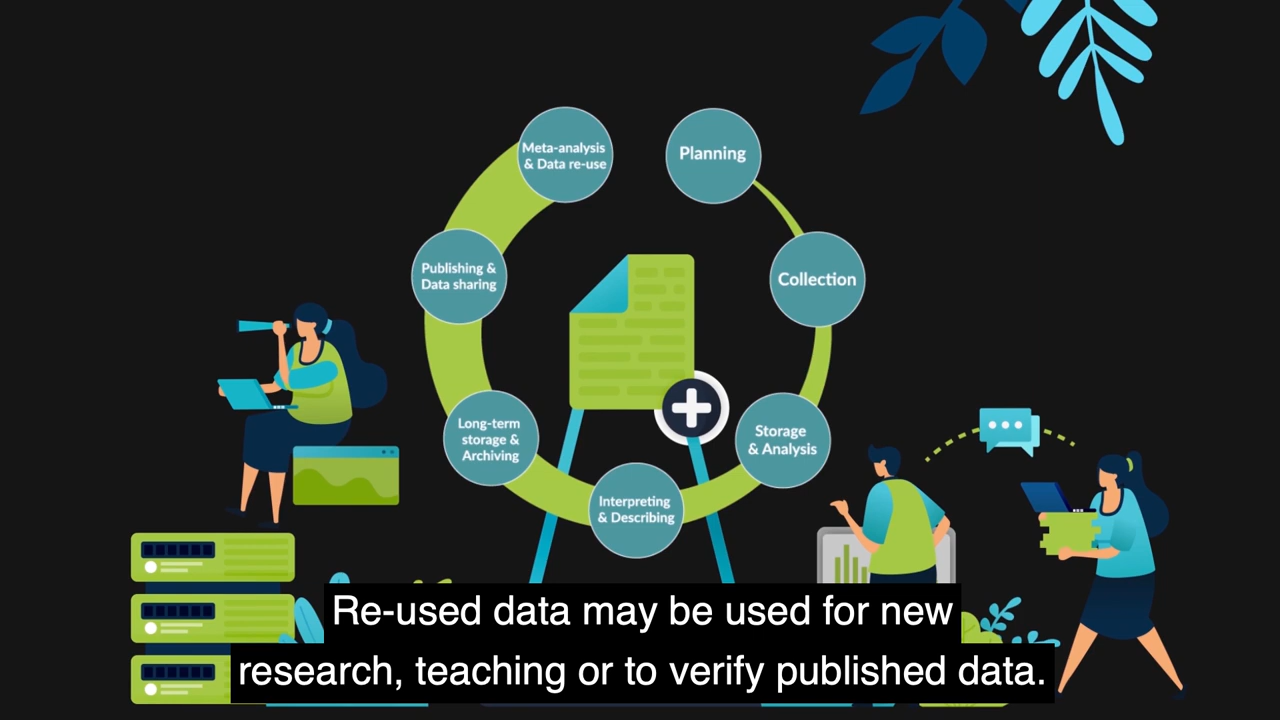 Meta-analysis
& Data re-use
Planning
Publishing &
Data sharing
Collection
Long-term
storage &
Archiving
Storage
& Analysis
Interpreting
& Describing
Re-used data may be used for new
research, teaching or to verify published data.